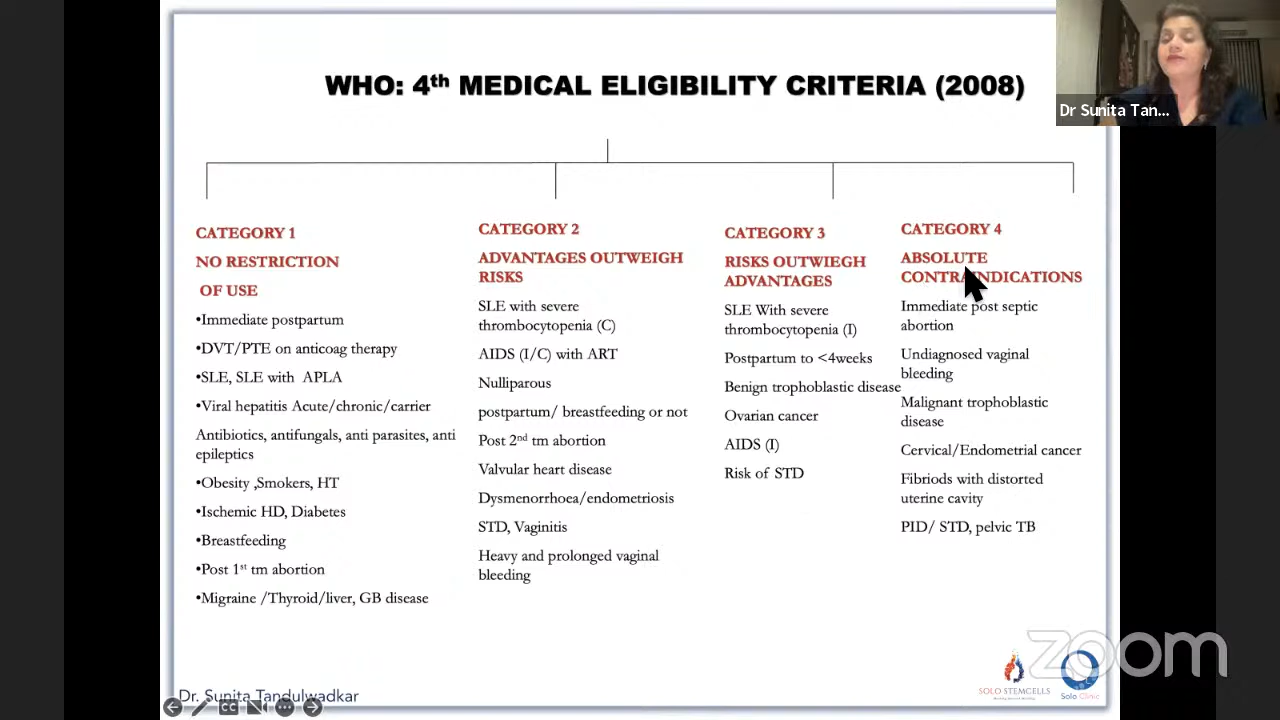 WHO: 4th MEDICAL ELIGIBILITY CRITERIA (2008)
Dr Sunita Tan...
CATEGORY 1
NO RESTRICTION
OF USE
•Immediate postpartum
•DVT/PTE on anticoag therapy
•SLE, SLE with APLA
•Viral hepatitis Acute/chronic/carrier
Antibiotics, antifungals, anti parasites, anti
epileptics
•Obesity ,Smokers, HT
•Ischemic HD, Diabetes
•Breastfeeding
•Post 1st tm abortion
•Migraine /Thyroid/liver, GB disease
CATEGORY 2
ADVANTAGES OUTWEIGH
RISKS
SLE with severe
thrombocytopenia (C)
AIDS (I/C) with ART
Nulliparous
postpartum/ breastfeeding or not
Post 2nd tm abortion
Valvular heart disease
Dysmenorrhoea/endometriosis
STD, Vaginitis
Heavy and prolonged vaginal
bleeding
CATEGORY 3
RISKS OUTWIEGH
ADVANTAGES
SLE With severe
thrombocytopenia (I)
Postpartum to <4weeks
Benign trophoblastic disease
Ovarian cancer
AIDS (I)
Risk of STD
CATEGORY 4
ABSOLUTE
CONTRAINDICATIONS
Immediate post septic
abortion
Undiagnosed vaginal
bleeding
Malignant trophoblastic
disease
Cervical/Endometrial cancer
Fibriods with distorted
uterine cavity
PID/ STD, pelvic TB
zoom
SOLO STEMCELLS
Solo Clinic
Dr. Sunita Tandulwadkar
CC